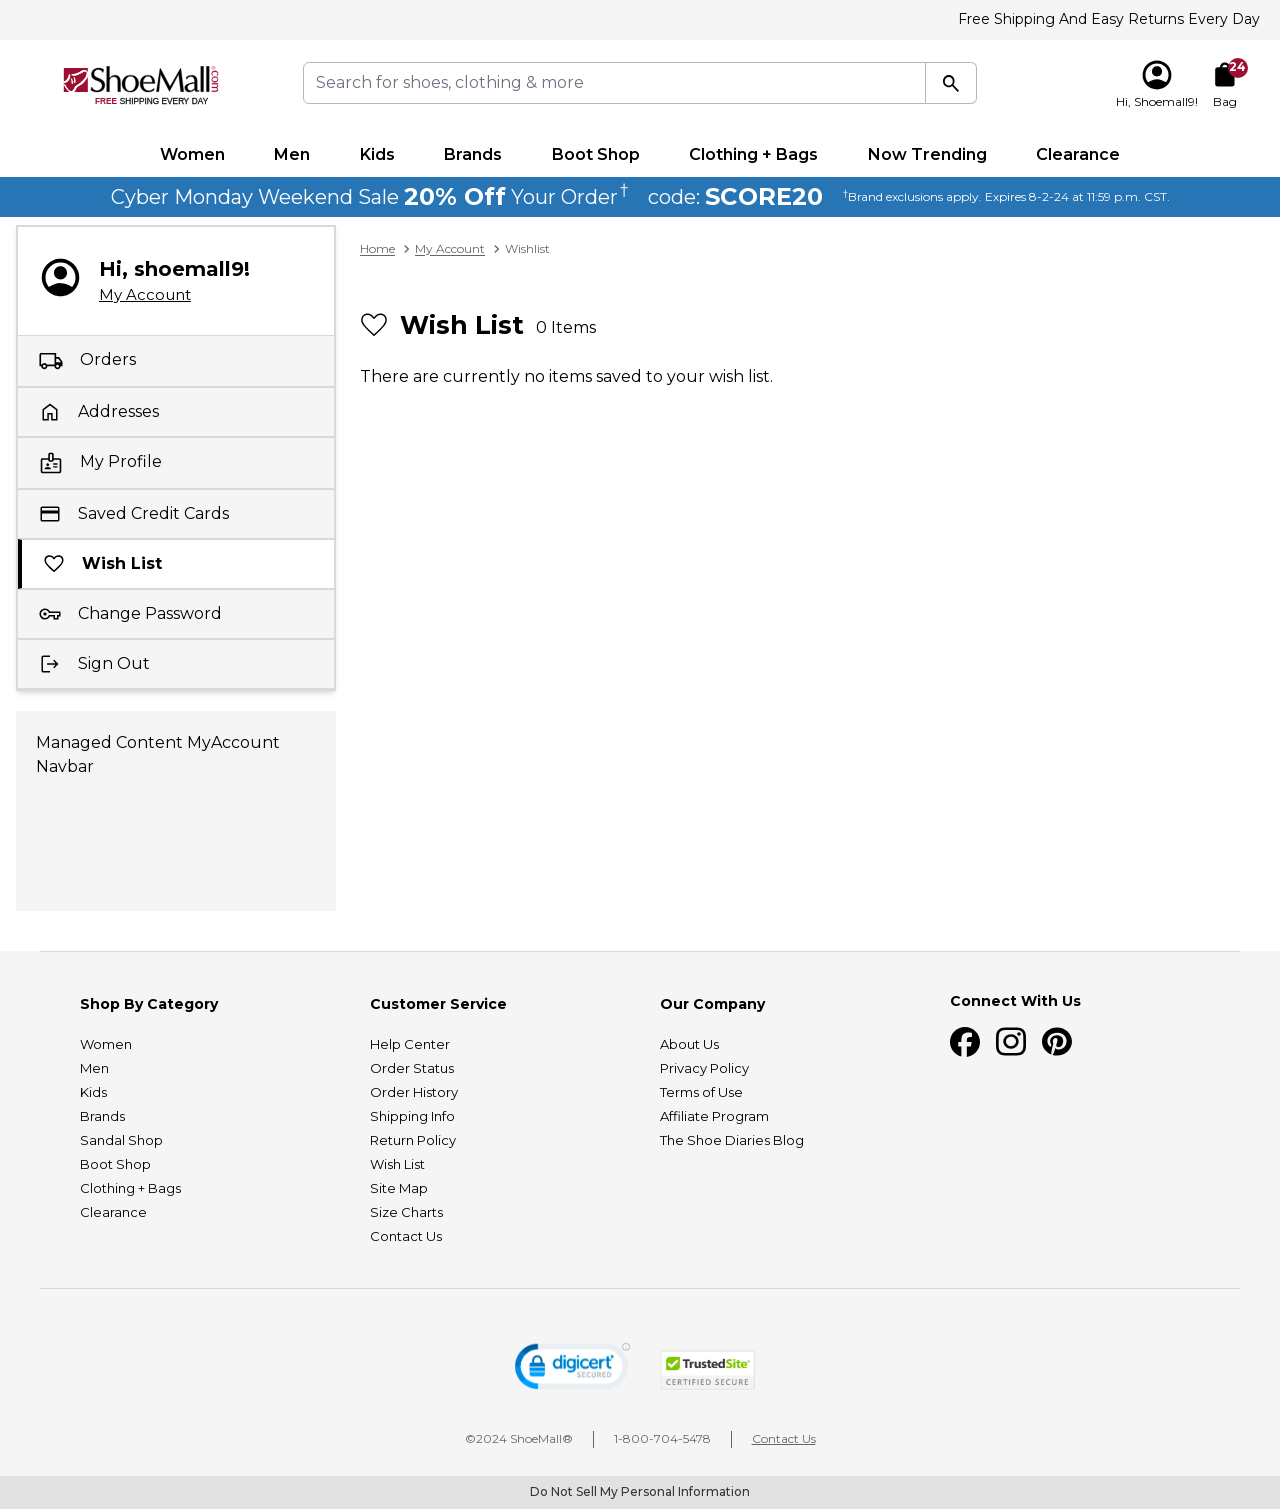 Free Shipping And Easy Returns Every Day
ShoeMall.com®
FREE SHIPPING EVERY DAY
Search for shoes, clothing & more
Hi, Shoemall9!
24
Bag
Women Men Kids Brands Boot Shop Clothing + Bags Now Trending Clearance
Cyber Monday Weekend Sale 20% Off Your Order† code: SCORE20 †Brand exclusions apply. Expires 8-2-24 at 11:59 p.m. CST.
Hi, shoemall9!
My Account
Orders
Addresses
My Profile
Saved Credit Cards
Wish List
Change Password
Sign Out
Managed Content MyAccount
Navbar
Home > My Account > Wishlist
Wish List 0 Items
There are currently no items saved to your wish list.
Shop By Category
Women
Men
Kids
Brands
Sandal Shop
Boot Shop
Clothing + Bags
Clearance
Customer Service
Help Center
Order Status
Order History
Shipping Info
Return Policy
Wish List
Site Map
Size Charts
Contact Us
Our Company
About Us
Privacy Policy
Terms of Use
Affiliate Program
The Shoe Diaries Blog
Connect With Us
digicert
SECURED
TrustedSite
CERTIFIED SECURE
©2024 ShoeMall® 1-800-704-5478 Contact Us
Do Not Sell My Personal Information